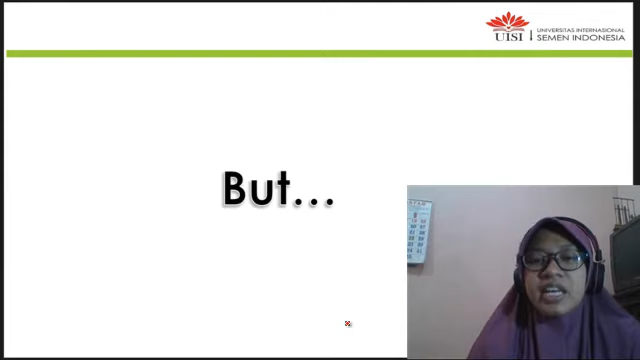 UNIVERSITAS INTERNASIONAL
UISI SEMEN INDONESIA
But...